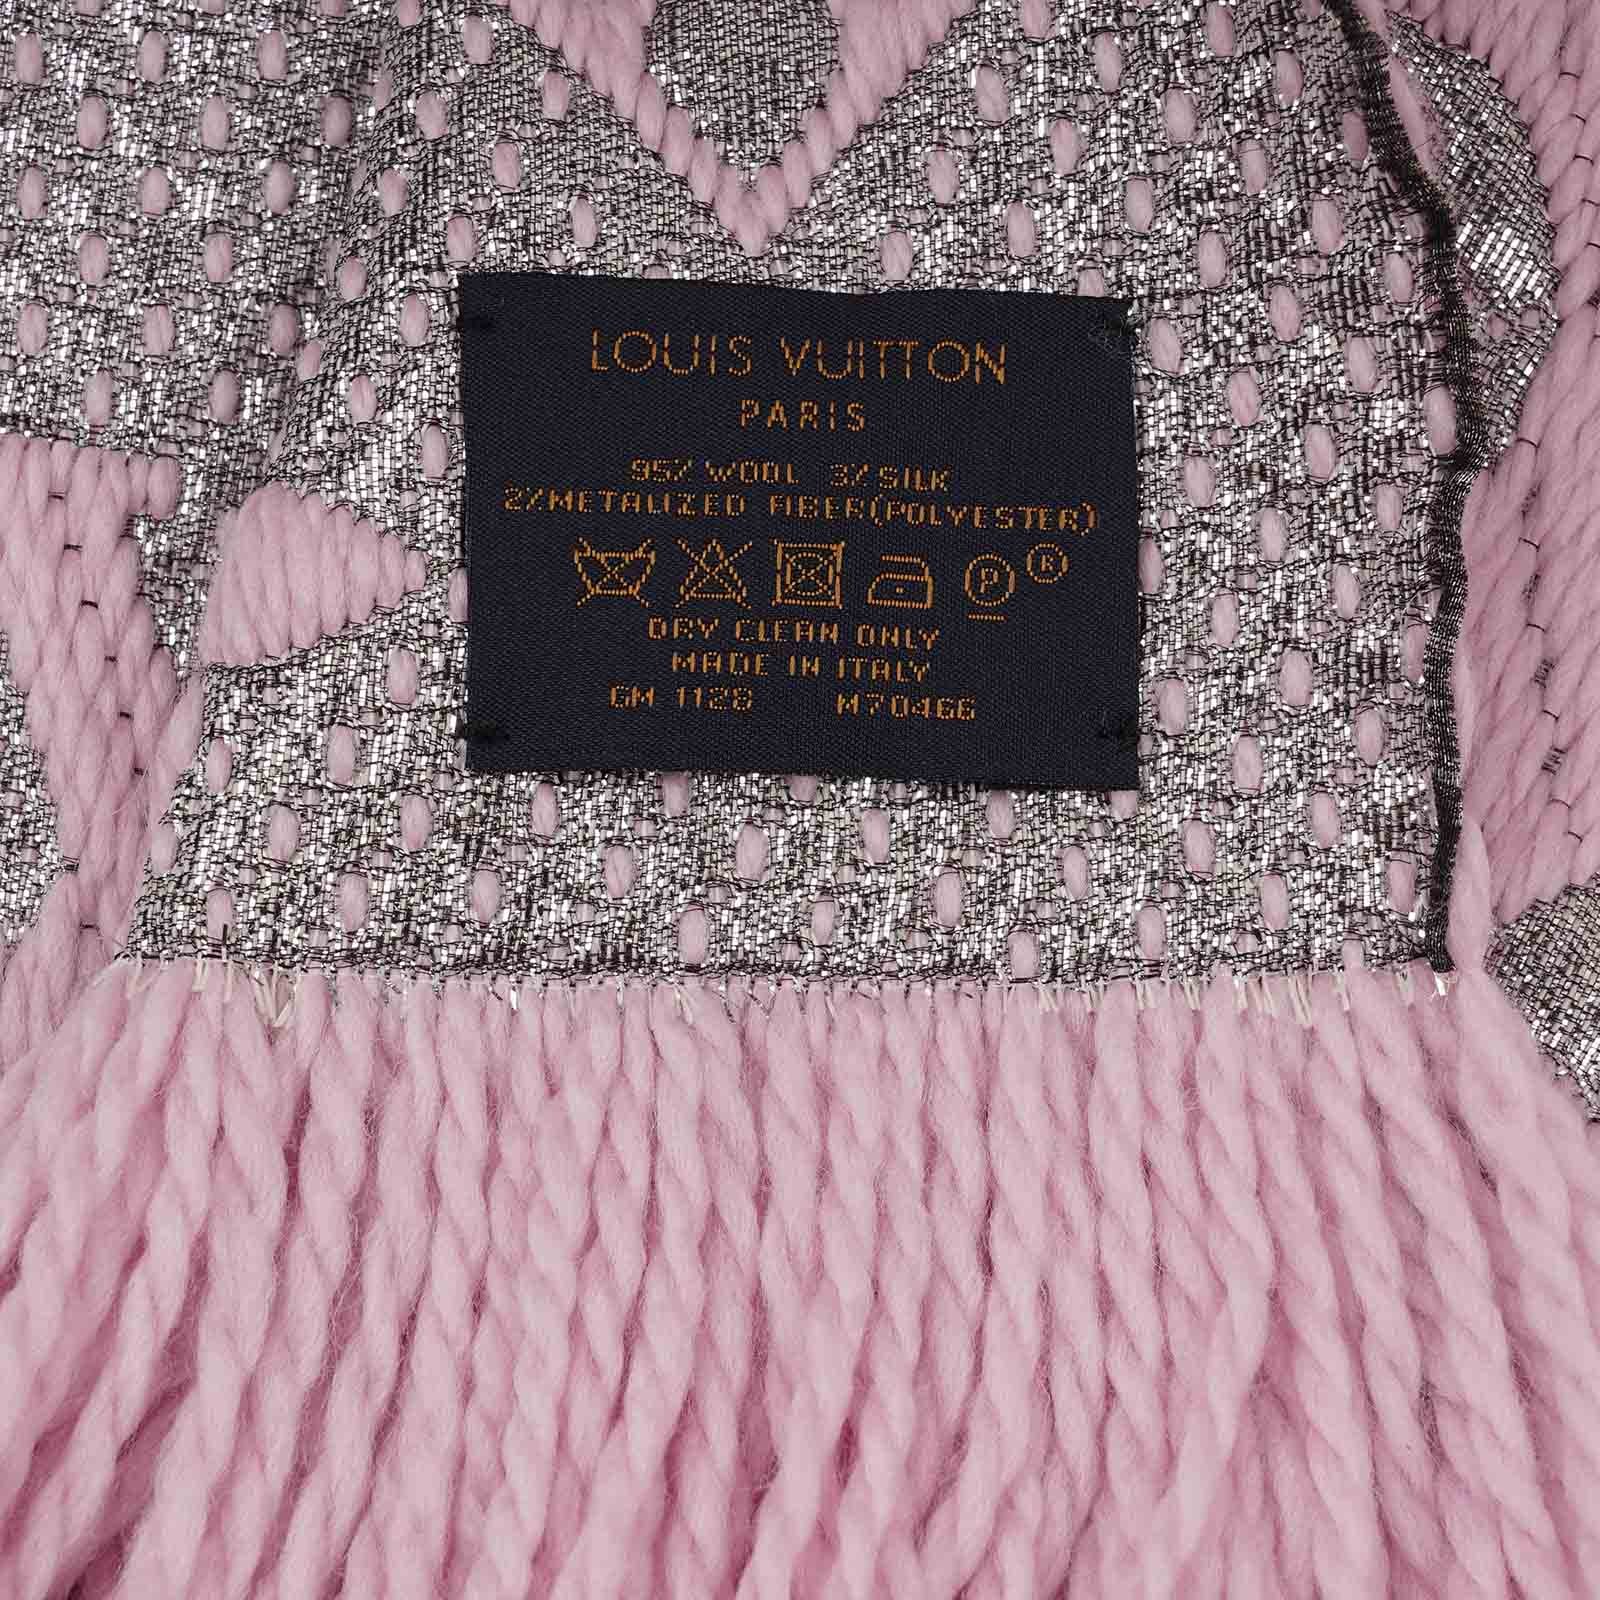 LOUIS VUITTON
PARIS
95% WOOL 3% SILK
2%METALIZED FIBER(POLYESTER)
P ®
DRY CLEAN ONLY
MADE IN ITALY
GM 1128 M70466